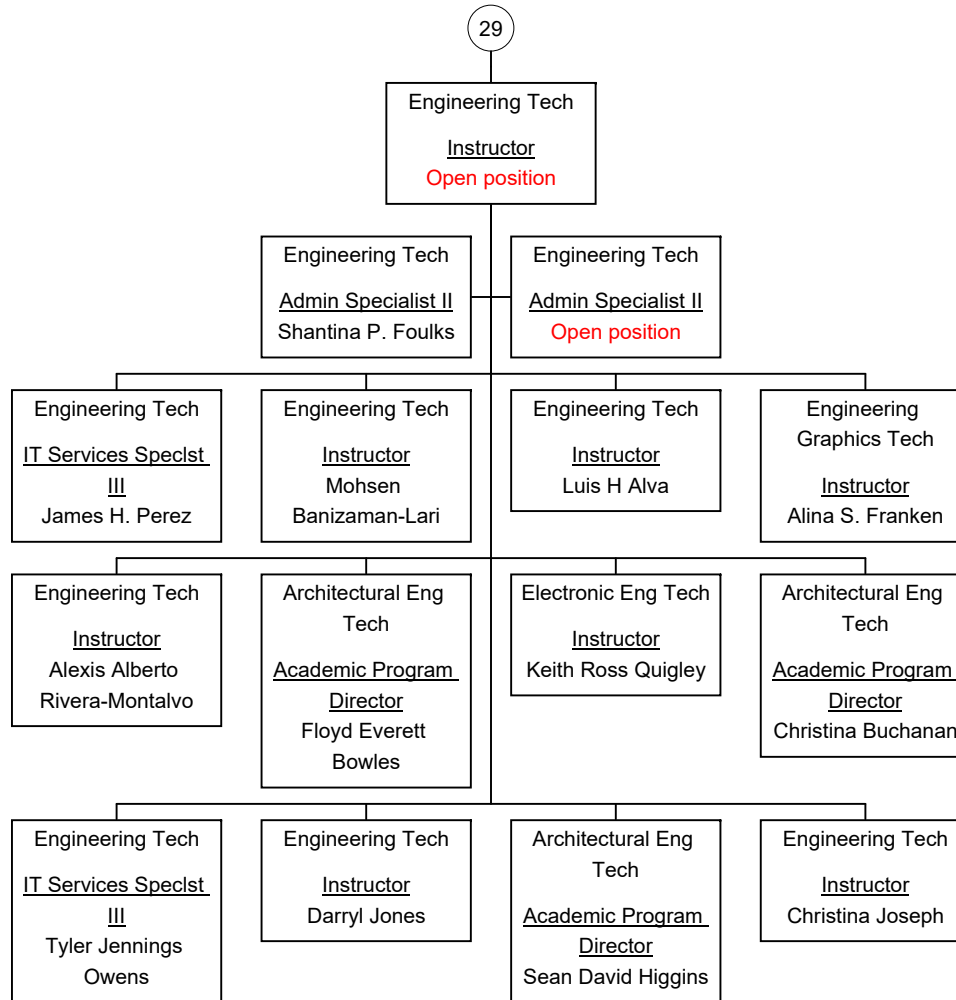 29
Engineering Tech
Instructor
Open position
Engineering Tech
Admin Specialist II
Shantina P. Foulks
Engineering Tech
Admin Specialist II
Open position
Engineering Tech
IT Services Speclst
III
James H. Perez
Engineering Tech
Instructor
Mohsen
Banizaman-Lari
Engineering Tech
Instructor
Luis H Alva
Engineering
Graphics Tech
Instructor
Alina S. Franken
Engineering Tech
Instructor
Alexis Alberto
Rivera-Montalvo
Architectural Eng
Tech
Academic Program
Director
Floyd Everett
Bowles
Electronic Eng Tech
Instructor
Keith Ross Quigley
Architectural Eng
Tech
Academic Program
Director
Christina Buchanan
Engineering Tech
IT Services Speclst
III
Tyler Jennings
Owens
Engineering Tech
Instructor
Darryl Jones
Architectural Eng
Tech
Academic Program
Director
Sean David Higgins
Engineering Tech
Instructor
Christina Joseph